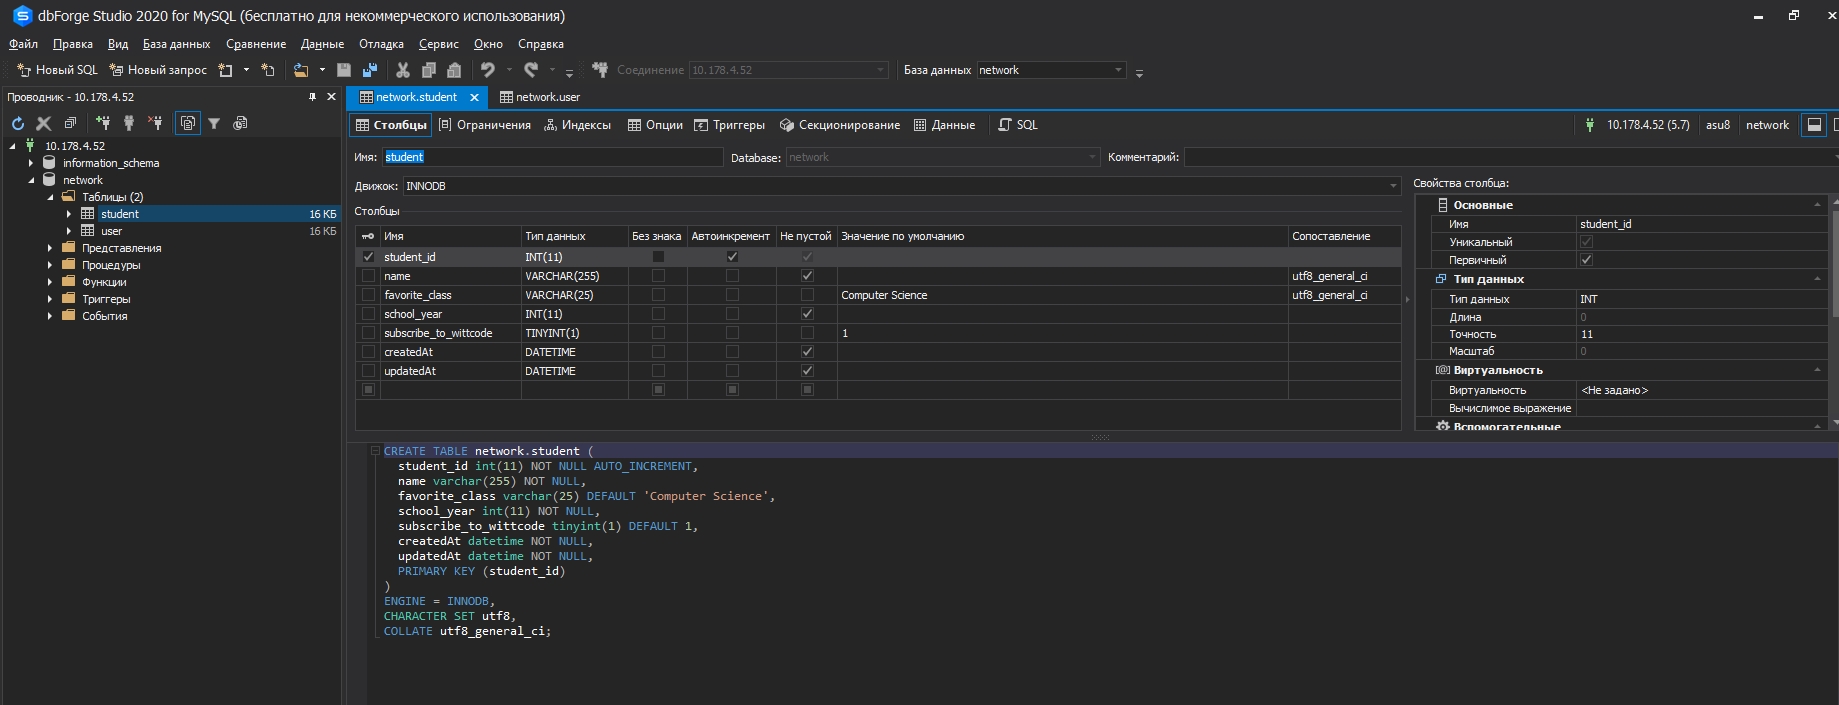 dbForge Studio 2020 for MySQL (бесплатно для некоммерческого использования)
Файл Правка Вид База данных Сравнение Данные Отладка Сервис Окно Справка
Новый SQL Новый запрос Соединение 10.178.4.52 База данных network
Проводник - 10.178.4.52
10.178.4.52
information_schema
network
Таблицы (2)
student 16 КБ
user 16 КБ
Представления
Процедуры
Функции
Триггеры
События
network.student network.user
Столбцы Ограничения Индексы Опции Триггеры Секционирование Данные SQL 10.178.4.52 (5.7) asu8 network
Имя: student Database: network Комментарий:
Движок: INNODB
Столбцы
Имя Тип данных Без знака Автоинкремент Не пустой Значение по умолчанию Сопоставление
student_id INT(11)
name VARCHAR(255) utf8_general_ci
favorite_class VARCHAR(25) Computer Science utf8_general_ci
school_year INT(11)
subscribe_to_wittcode TINYINT(1) 1
createdAt DATETIME
updatedAt DATETIME
Свойства столбца:
Основные
Имя student_id
Уникальный
Первичный
Тип данных
Тип данных INT
Длина 0
Точность 11
Масштаб 0
Виртуальность
Виртуальность <Не задано>
Вычислимое выражение
Вспомогательные
CREATE TABLE network.student (
student_id int(11) NOT NULL AUTO_INCREMENT,
name varchar(255) NOT NULL,
favorite_class varchar(25) DEFAULT 'Computer Science',
school_year int(11) NOT NULL,
subscribe_to_wittcode tinyint(1) DEFAULT 1,
createdAt datetime NOT NULL,
updatedAt datetime NOT NULL,
PRIMARY KEY (student_id)
)
ENGINE = INNODB,
CHARACTER SET utf8,
COLLATE utf8_general_ci;